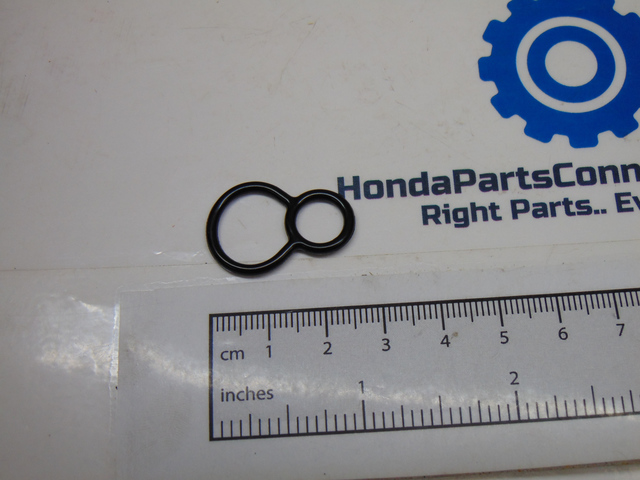 HondaPartsConn
Right Parts.. Ev
1 2 3 4 5 6 7
cm
inches 1 2